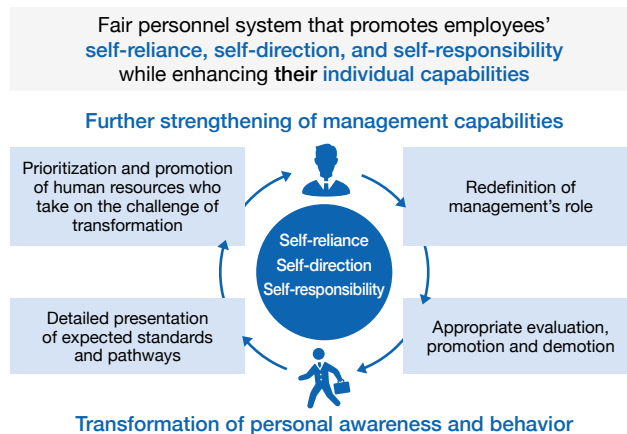 Fair personnel system that promotes employees’
self-reliance, self-direction, and self-responsibility
while enhancing their individual capabilities
Further strengthening of management capabilities
Prioritization and promotion
of human resources who
take on the challenge of
transformation
Redefinition of
management’s role
Self-reliance
Self-direction
Self-responsibility
Detailed presentation
of expected standards
and pathways
Appropriate evaluation,
promotion and demotion
Transformation of personal awareness and behavior